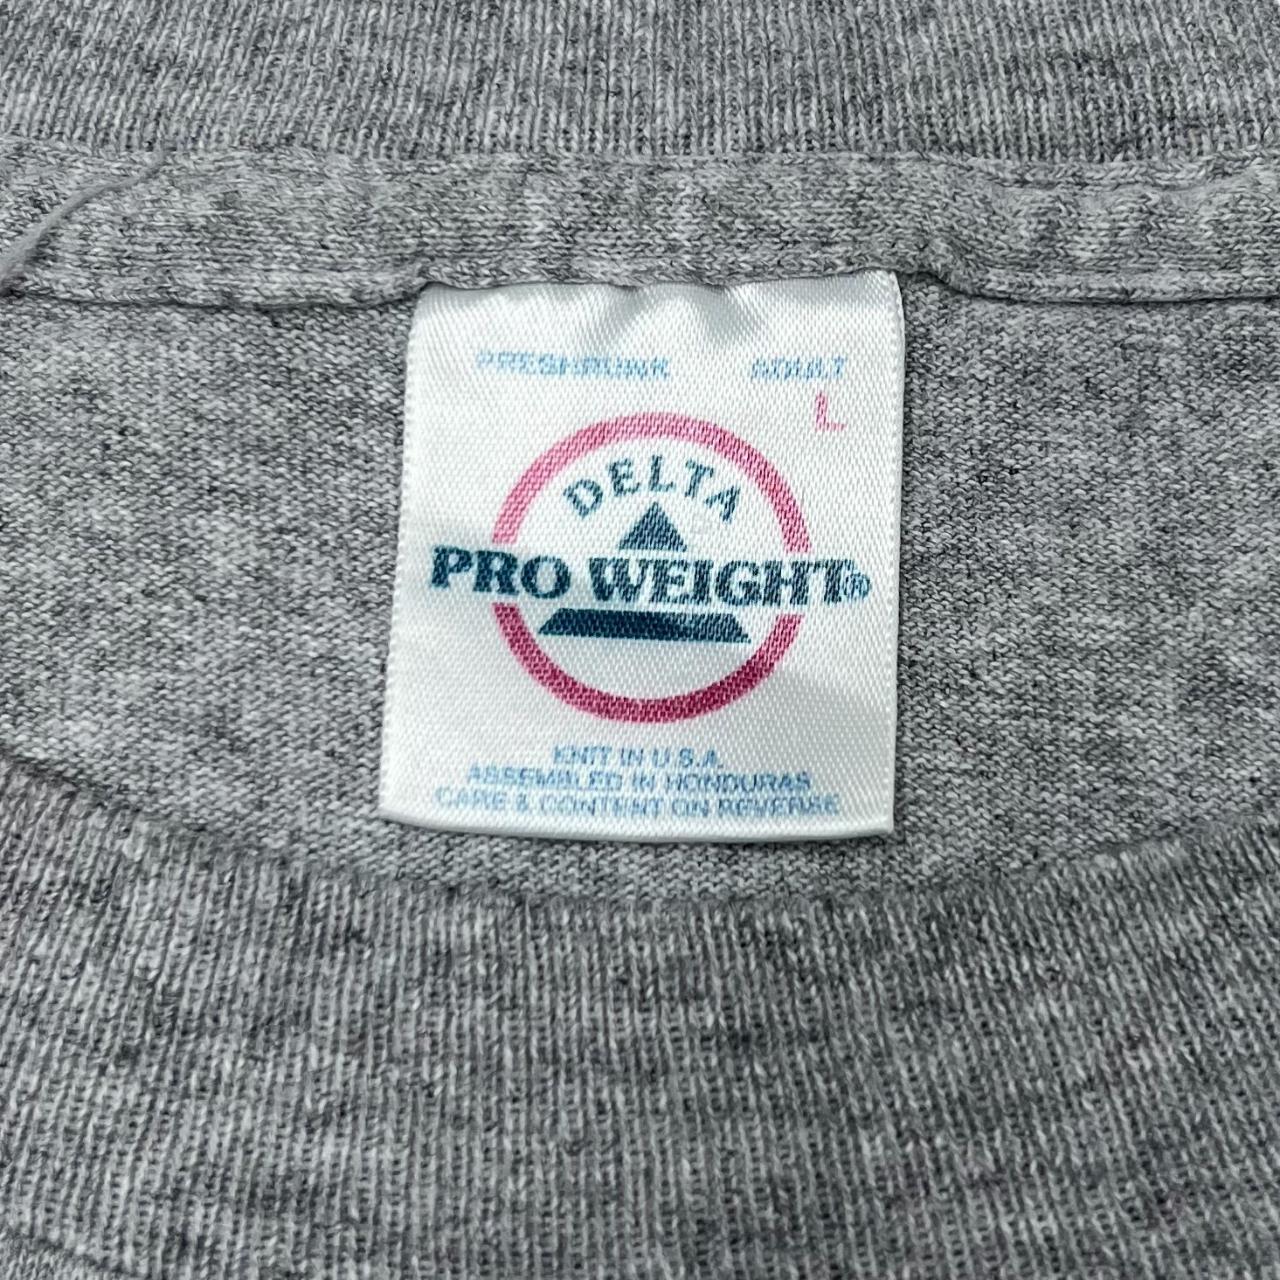 PRESHRUNK ADULT
L
DELTA
PRO WEIGHT®
KNIT IN U.S.A.
ASSEMBLED IN HONDURAS
CARE & CONTENT ON REVERSE